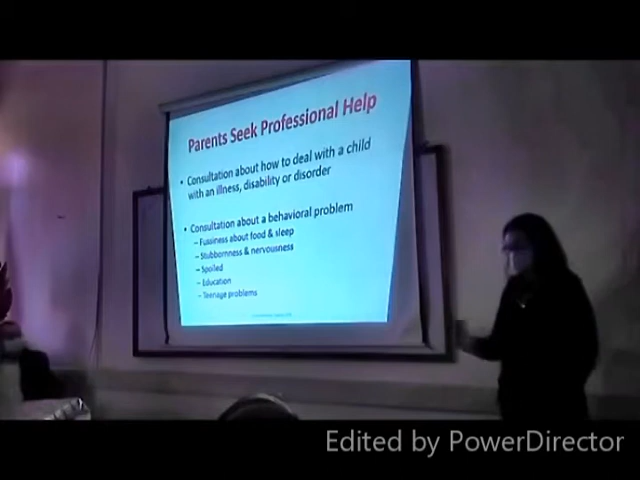 Parents Seek Professional Help
• Consultation about how to deal with a child
with an illness, disability or disorder
• Consultation about a behavioral problem
– Fussiness about food & sleep
– Stubbornness & nervousness
– Spoiled
– Education
– Teenage problems
Edited by PowerDirector